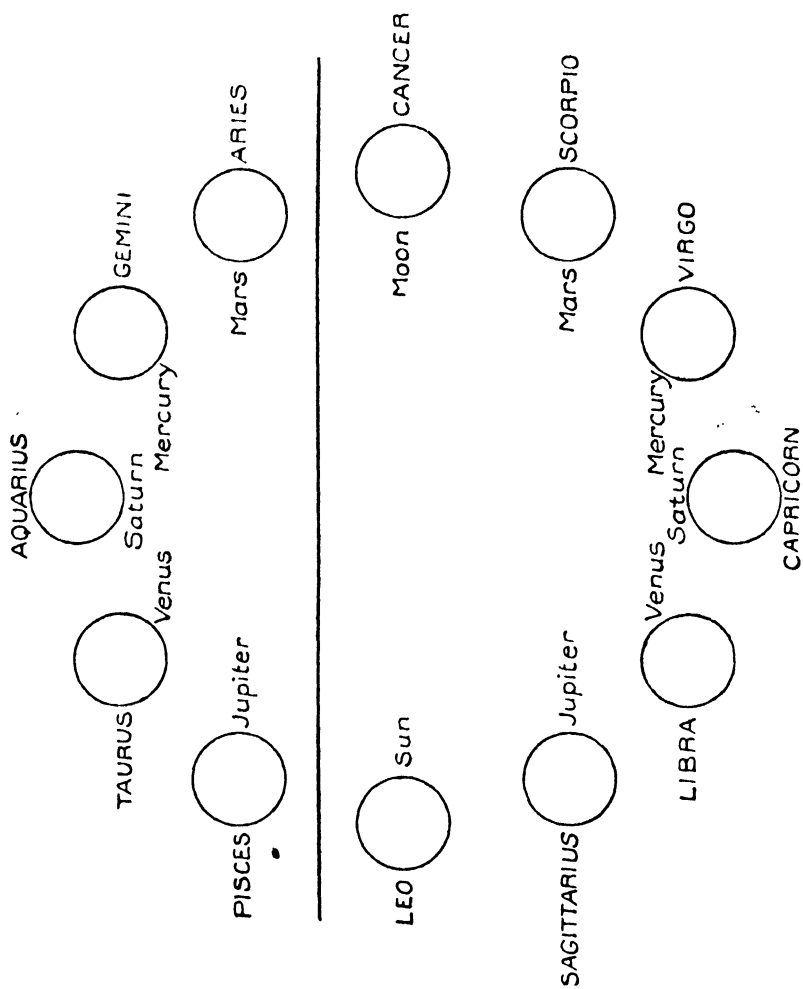 AQUARIUS
TAURUS
GEMINI
Saturn
Venus
Mercury
PISCES
Jupiter
Mars
ARIES
LEO
Sun
Moon
CANCER
SAGITTARIUS
Jupiter
Mars
SCORPIO
Venus
Mercury
Saturn
LIBRA
VIRGO
CAPRICORN